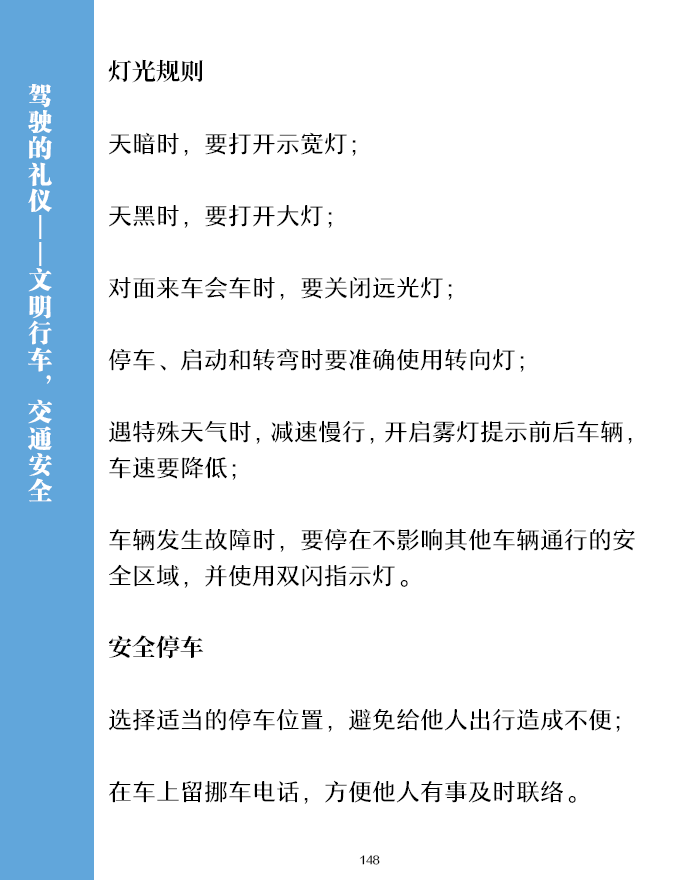 驾驶的礼仪——文明行车，交通安全
灯光规则
天暗时，要打开示宽灯；
天黑时，要打开大灯；
对面来车会车时，要关闭远光灯；
停车、启动和转弯时要准确使用转向灯；
遇特殊天气时，减速慢行，开启雾灯提示前后车辆，
车速要降低；
车辆发生故障时，要停在不影响其他车辆通行的安
全区域，并使用双闪指示灯。
安全停车
选择适当的停车位置，避免给他人出行造成不便；
在车上留挪车电话，方便他人有事及时联络。
148